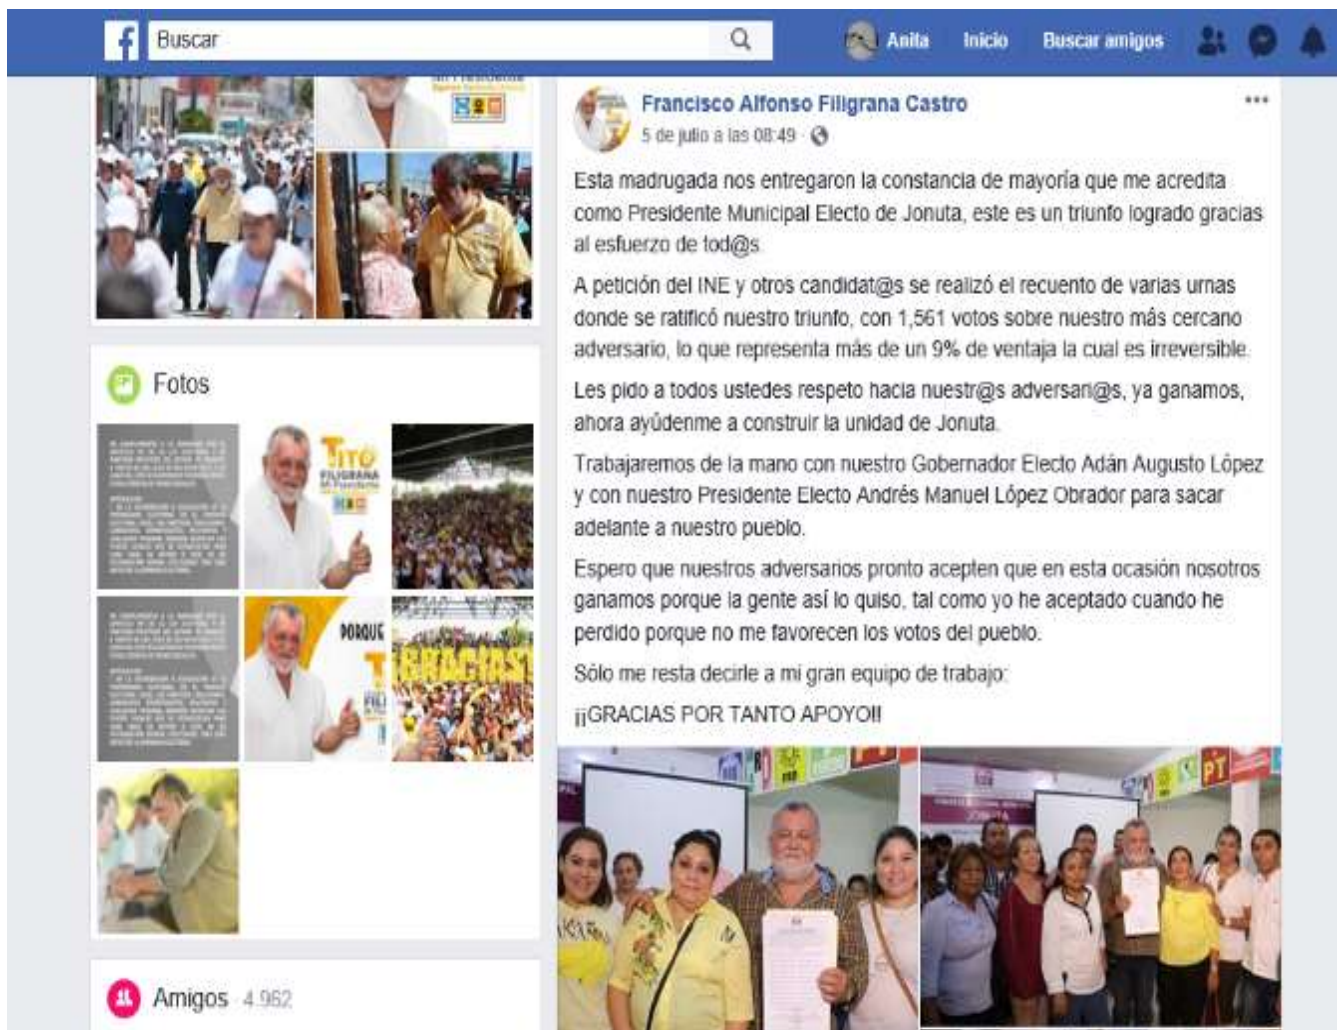 Buscar
Anita
Inicio
Buscar amigos
Mi Presidente
Fotos
TITO
FILIGRANA
Mi Presidente
PORQUE
GRACIAS!
Amigos · 4.962
Francisco Alfonso Filigrana Castro
5 de julio a las 08:49 ·
Esta madrugada nos entregaron la constancia de mayoría que me acredita
como Presidente Municipal Electo de Jonuta, este es un triunfo logrado gracias
al esfuerzo de tod@s.
A petición del INE y otros candidat@s se realizó el recuento de varias urnas
donde se ratificó nuestro triunfo, con 1,561 votos sobre nuestro más cercano
adversario, lo que representa más de un 9% de ventaja la cual es irreversible.
Les pido a todos ustedes respeto hacia nuestr@s adversari@s, ya ganamos,
ahora ayúdenme a construir la unidad de Jonuta.
Trabajaremos de la mano con nuestro Gobernador Electo Adán Augusto López
y con nuestro Presidente Electo Andrés Manuel López Obrador para sacar
adelante a nuestro pueblo.
Espero que nuestros adversarios pronto acepten que en esta ocasión nosotros
ganamos porque la gente así lo quiso, tal como yo he aceptado cuando he
perdido porque no me favorecen los votos del pueblo.
Sólo me resta decirle a mi gran equipo de trabajo:
¡¡GRACIAS POR TANTO APOYO!!
PRD
PT
JONUTA